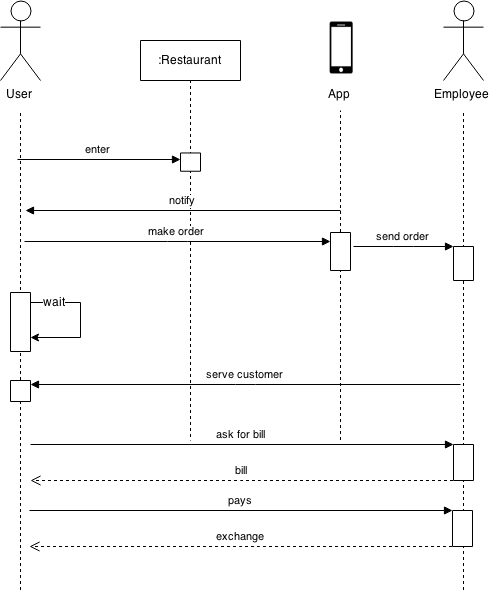 :Restaurant
User
App
Employee
enter
notify
make order
send order
wait
serve customer
ask for bill
bill
pays
exchange